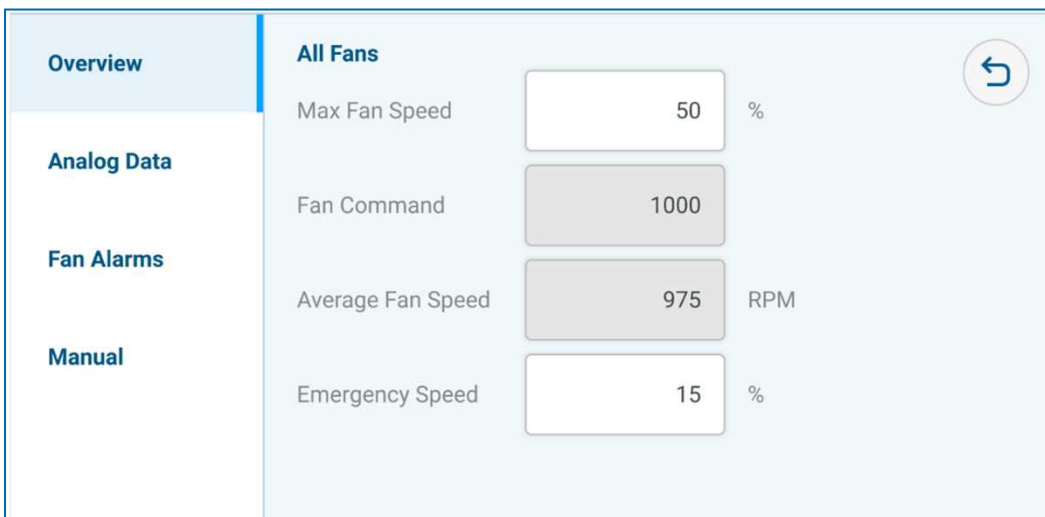 Overview
Analog Data
Fan Alarms
Manual
All Fans
Max Fan Speed 50 %
Fan Command 1000
Average Fan Speed 975 RPM
Emergency Speed 15 %